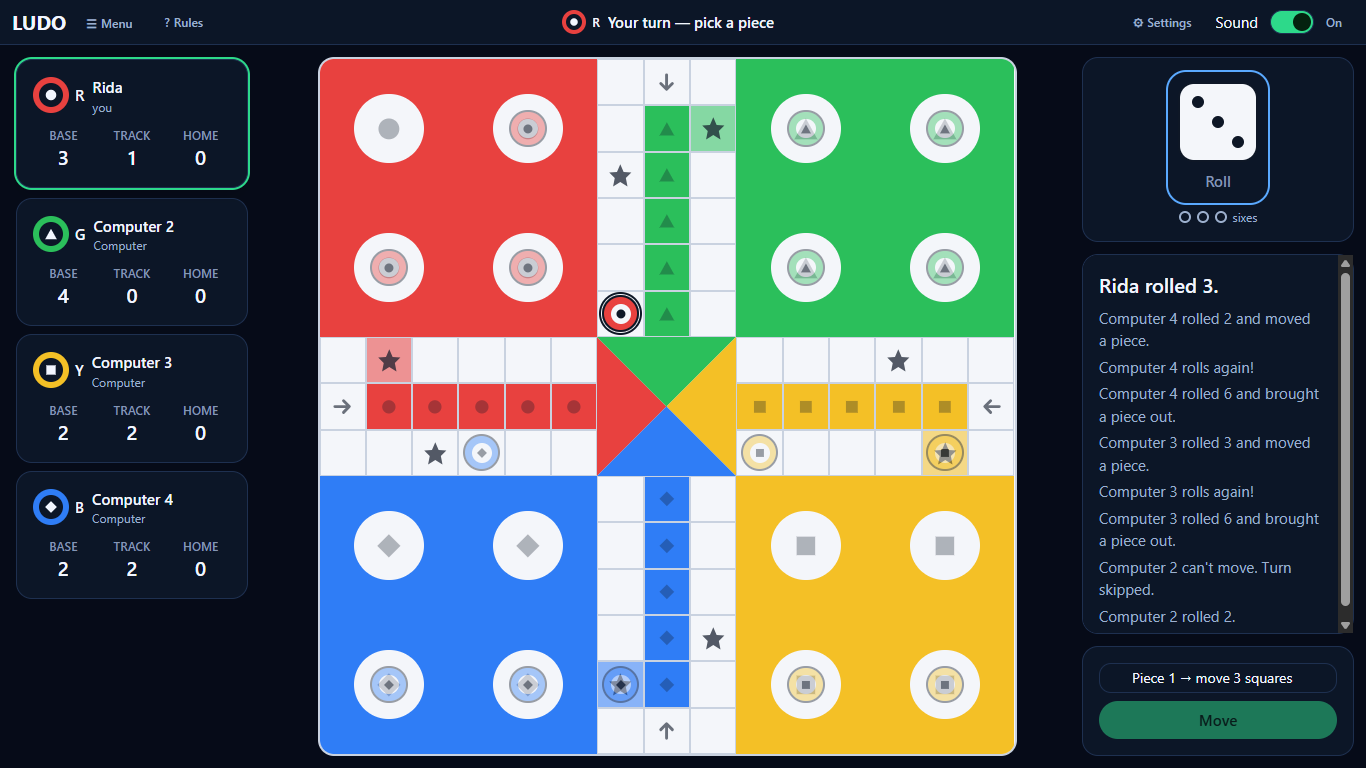 LUDO
☰ Menu
? Rules
R Your turn — pick a piece
⚙ Settings
Sound
On
R
Rida
you
BASE TRACK HOME
3 1 0
G
Computer 2
Computer
BASE TRACK HOME
4 0 0
Y
Computer 3
Computer
BASE TRACK HOME
2 2 0
B
Computer 4
Computer
BASE TRACK HOME
2 2 0
Roll
sixes
Rida rolled 3.
Computer 4 rolled 2 and moved
a piece.
Computer 4 rolls again!
Computer 4 rolled 6 and brought
a piece out.
Computer 3 rolled 3 and moved
a piece.
Computer 3 rolls again!
Computer 3 rolled 6 and brought
a piece out.
Computer 2 can't move. Turn
skipped.
Computer 2 rolled 2.
Piece 1 → move 3 squares
Move